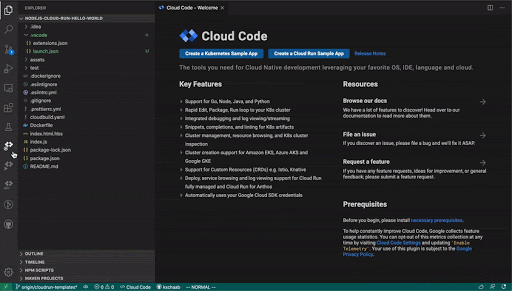 EXPLORER
NODEJS-CLOUD-RUN-HELLO-WORLD
.idea
.vscode
extensions.json
launch.json
U
assets
test
.dockerignore
.eslintignore
.eslintrc.yml
.gitignore
.prettierrc.yml
cloudbuild.yaml
Dockerfile
index.html.hbs
index.js
package-lock.json
package.json
README.md
OUTLINE
TIMELINE
NPM SCRIPTS
MAVEN PROJECTS
Cloud Code - Welcome
Cloud Code
Create a Kubernetes Sample App
Create a Cloud Run Sample App
Release Notes
The tools you need for Cloud Native development leveraging your favorite OS, IDE, language and cloud.
Key Features
Support for Go, Node, Java, and Python
Rapid Edit, Package, Run loop to your K8s cluster
Integrated debugging and log viewing/streaming
Snippets, completions, and linting for K8s artifacts
Cluster management, resource browsing, and K8s cluster
inspection
Cluster creation support for Amazon EKS, Azure AKS and
Google GKE
Support for Custom Resources (CRDs) e.g. Istio, Knative
Deploy, service browsing and log viewing support for Cloud Run
fully managed and Cloud Run for Anthos
Automatically uses your Google Cloud SDK credentials
Resources
Browse our docs
We have a lot of features to discover! Head over to our
documentation to read more about them.
File an issue
If you discover an issue, please file a bug and we'll fix it ASAP.
Request a feature
If you have any feature requests, ideas for improvement, or general
feedback; please submit a feature request.
Prerequisites
Before you begin, please install necessary prerequisites.
To help constantly improve Cloud Code, Google collects feature
usage statistics. You can opt-out of this metrics collection at any
time by visiting Cloud Code Settings and updating 'Enable
Telemetry'. Your use of this plugin is subject to the Google
Privacy Policy.
origin/cloudrun-templates*
0
0
Cloud Code
kschaab
-- NORMAL --